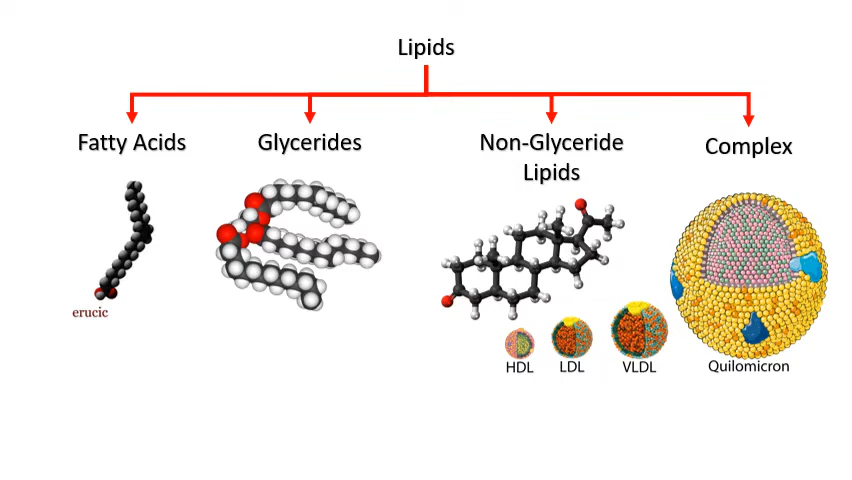 Lipids
Fatty Acids
Glycerides
Non-Glyceride
Lipids
Complex
erucic
HDL
LDL
VLDL
Quilomicron